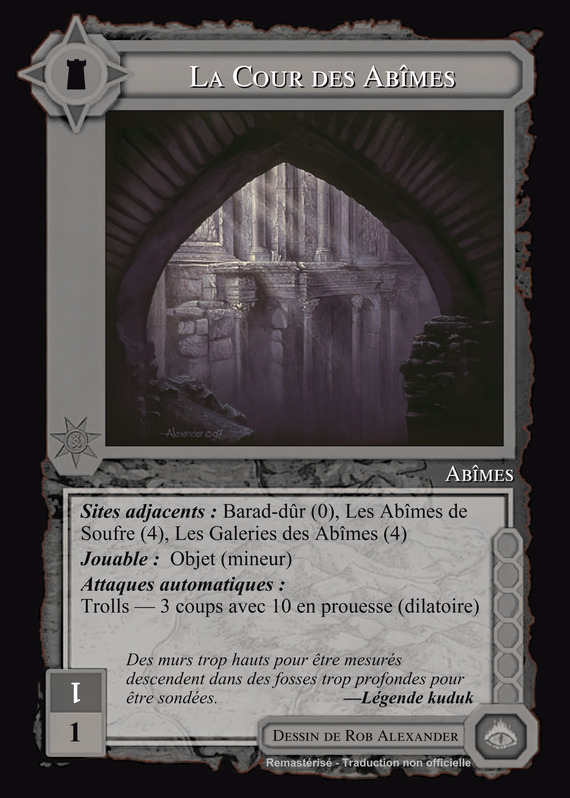 La Cour des Abîmes
Alexander ©97
Abîmes
Sites adjacents : Barad-dûr (0), Les Abîmes de
Soufre (4), Les Galeries des Abîmes (4)
Jouable : Objet (mineur)
Attaques automatiques :
Trolls — 3 coups avec 10 en prouesse (dilatoire)
Des murs trop hauts pour être mesurés
descendent dans des fosses trop profondes pour
être sondées. —Légende kuduk
1
1
Dessin de Rob Alexander
Remastérisé - Traduction non officielle